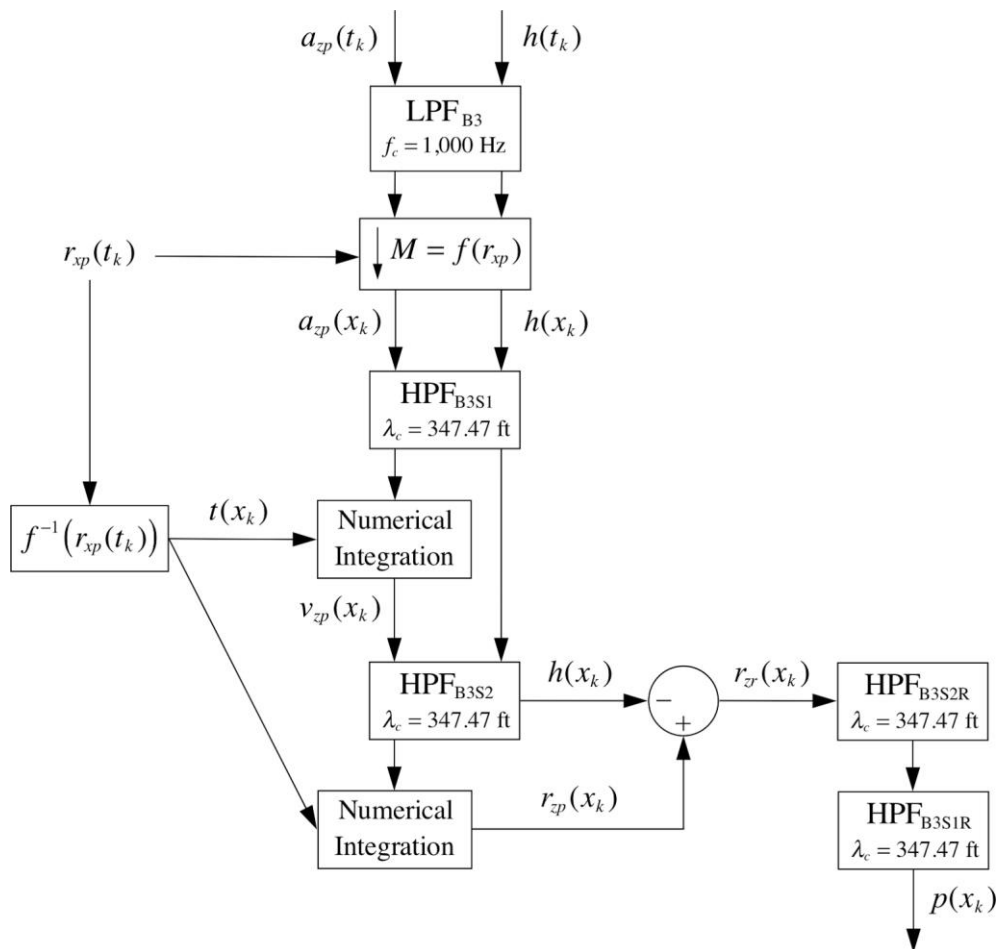 a_zp(t_k) h(t_k)
LPF_B3
f_c = 1,000 Hz
r_xp(t_k)
↓ M = f(r_xp)
a_zp(x_k) h(x_k)
HPF_B3S1
λ_c = 347.47 ft
f⁻¹(r_xp(t_k))
t(x_k)
Numerical
Integration
v_zp(x_k)
HPF_B3S2
λ_c = 347.47 ft
h(x_k)
−
+
r_zr(x_k)
HPF_B3S2R
λ_c = 347.47 ft
Numerical
Integration
r_zp(x_k)
HPF_B3S1R
λ_c = 347.47 ft
p(x_k)